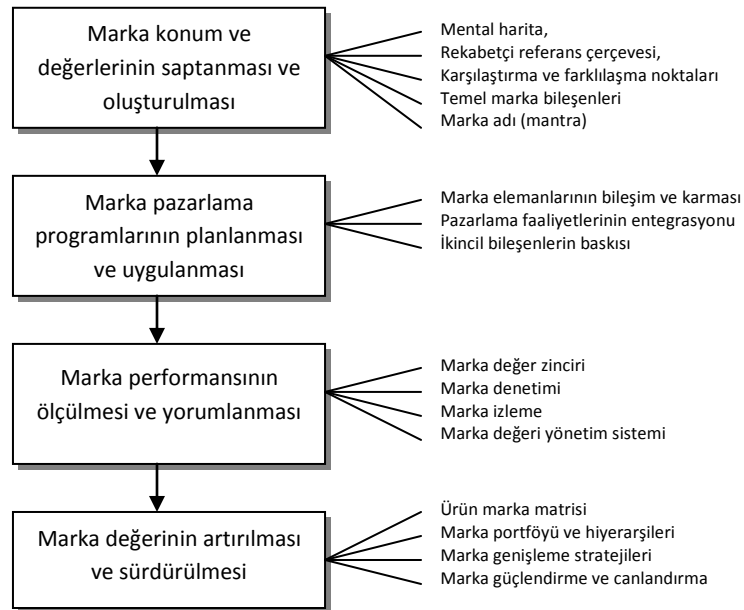 Marka konum ve
değerlerinin saptanması ve
oluşturulması
Mental harita,
Rekabetçi referans çerçevesi,
Karşılaştırma ve farklılaşma noktaları
Temel marka bileşenleri
Marka adı (mantra)
Marka pazarlama
programlarının planlanması
ve uygulanması
Marka elemanlarının bileşim ve karması
Pazarlama faaliyetlerinin entegrasyonu
İkincil bileşenlerin baskısı
Marka performansının
ölçülmesi ve yorumlanması
Marka değer zinciri
Marka denetimi
Marka izleme
Marka değeri yönetim sistemi
Marka değerinin artırılması
ve sürdürülmesi
Ürün marka matrisi
Marka portföyü ve hiyerarşileri
Marka genişleme stratejileri
Marka güçlendirme ve canlandırma